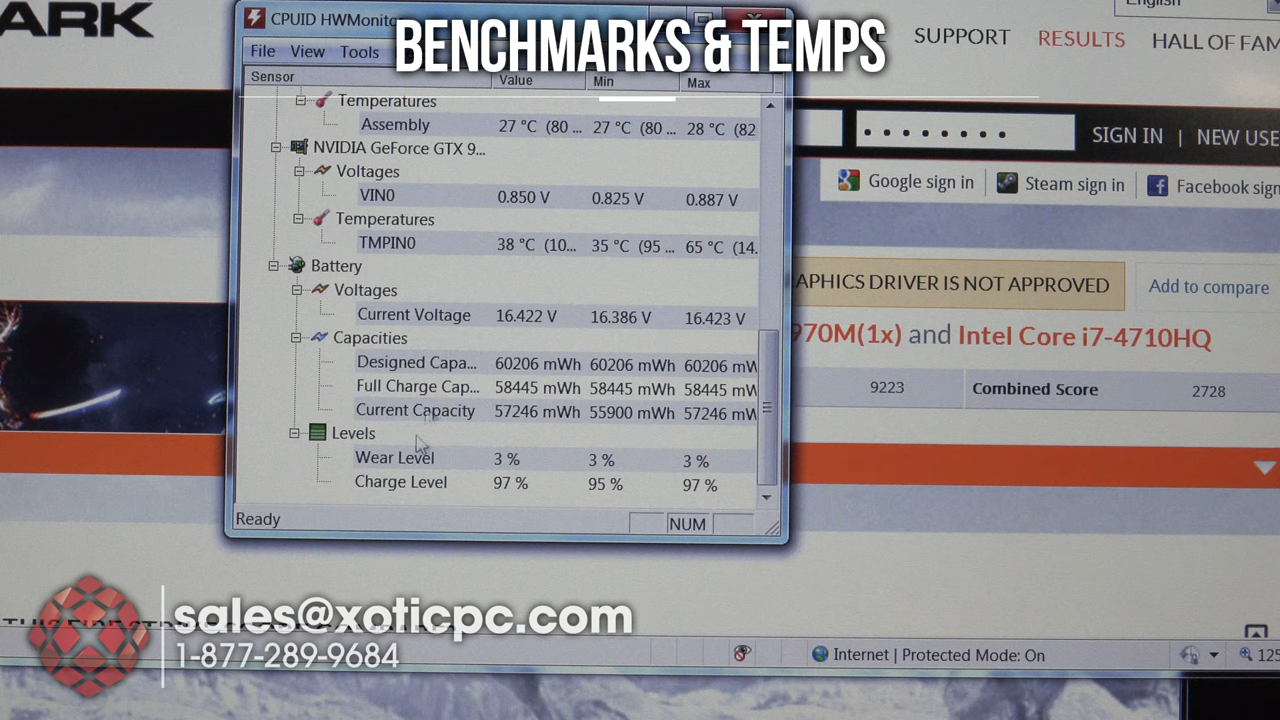 ARK
CPUID HWMonitor
BENCHMARKS & TEMPS
English
SUPPORT RESULTS HALL OF FAM
File View Tools
Sensor Value Min Max
Temperatures
Assembly 27 °C (80 ... 27 °C (80 ... 28 °C (82
SIGN IN | NEW USE
NVIDIA GeForce GTX 9...
Voltages
Google sign in Steam sign in Facebook sign
VIN0 0.850 V 0.825 V 0.887 V
Temperatures
TMPIN0 38 °C (10... 35 °C (95 ... 65 °C (14.
Battery
APHICS DRIVER IS NOT APPROVED Add to compare
Voltages
Current Voltage 16.422 V 16.386 V 16.423 V
970M(1x) and Intel Core i7-4710HQ
Capacities
Designed Capa... 60206 mWh 60206 mWh 60206 mW
Full Charge Cap... 58445 mWh 58445 mWh 58445 mW
9223 Combined Score 2728
Current Capacity 57246 mWh 55900 mWh 57246 mW
Levels
Wear Level 3 % 3 % 3 %
Charge Level 97 % 95 % 97 %
Ready NUM
sales@xoticpc.com
1-877-289-9684
Internet | Protected Mode: On 125